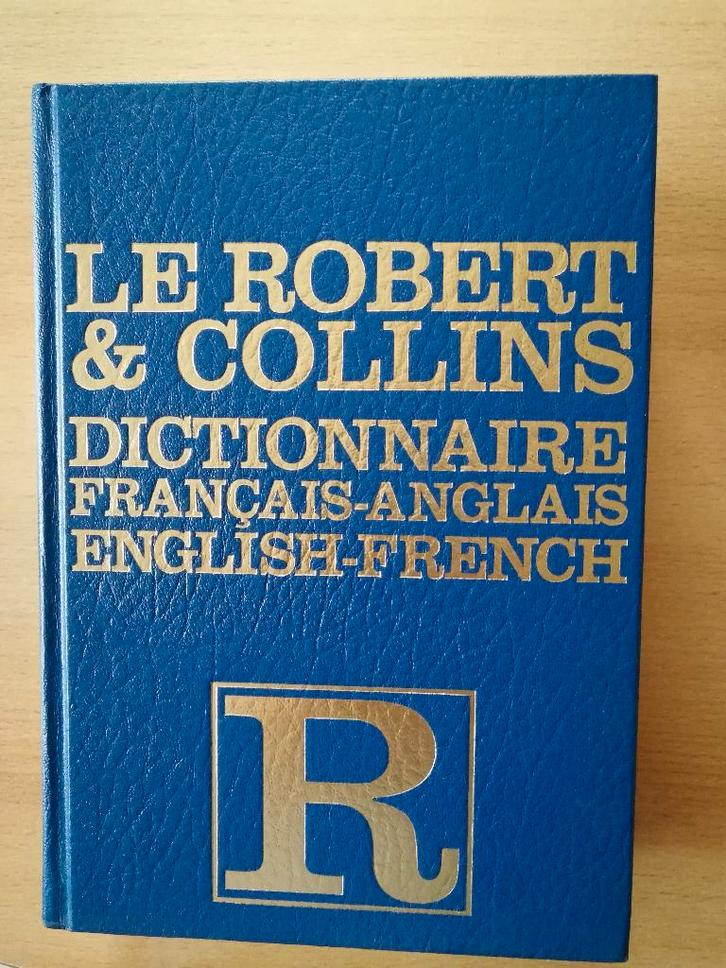 LE ROBERT
& COLLINS
DICTIONNAIRE
FRANÇAIS-ANGLAIS
ENGLISH-FRENCH
R